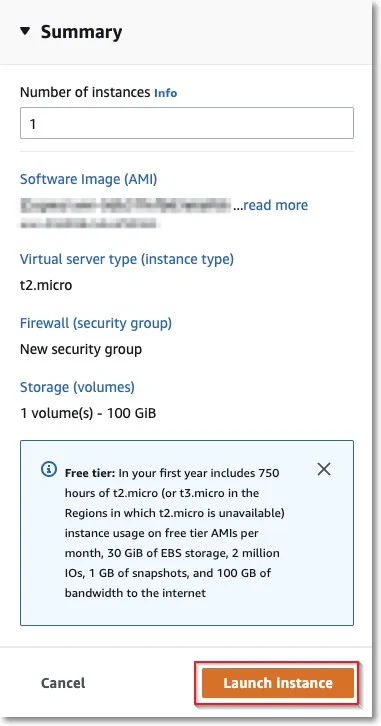 Summary
Number of instances Info
1
Software Image (AMI)
...read more
Virtual server type (instance type)
t2.micro
Firewall (security group)
New security group
Storage (volumes)
1 volume(s) - 100 GiB
Free tier: In your first year includes 750
hours of t2.micro (or t3.micro in the
Regions in which t2.micro is unavailable)
instance usage on free tier AMIs per
month, 30 GiB of EBS storage, 2 million
IOs, 1 GB of snapshots, and 100 GB of
bandwidth to the internet
Cancel
Launch instance